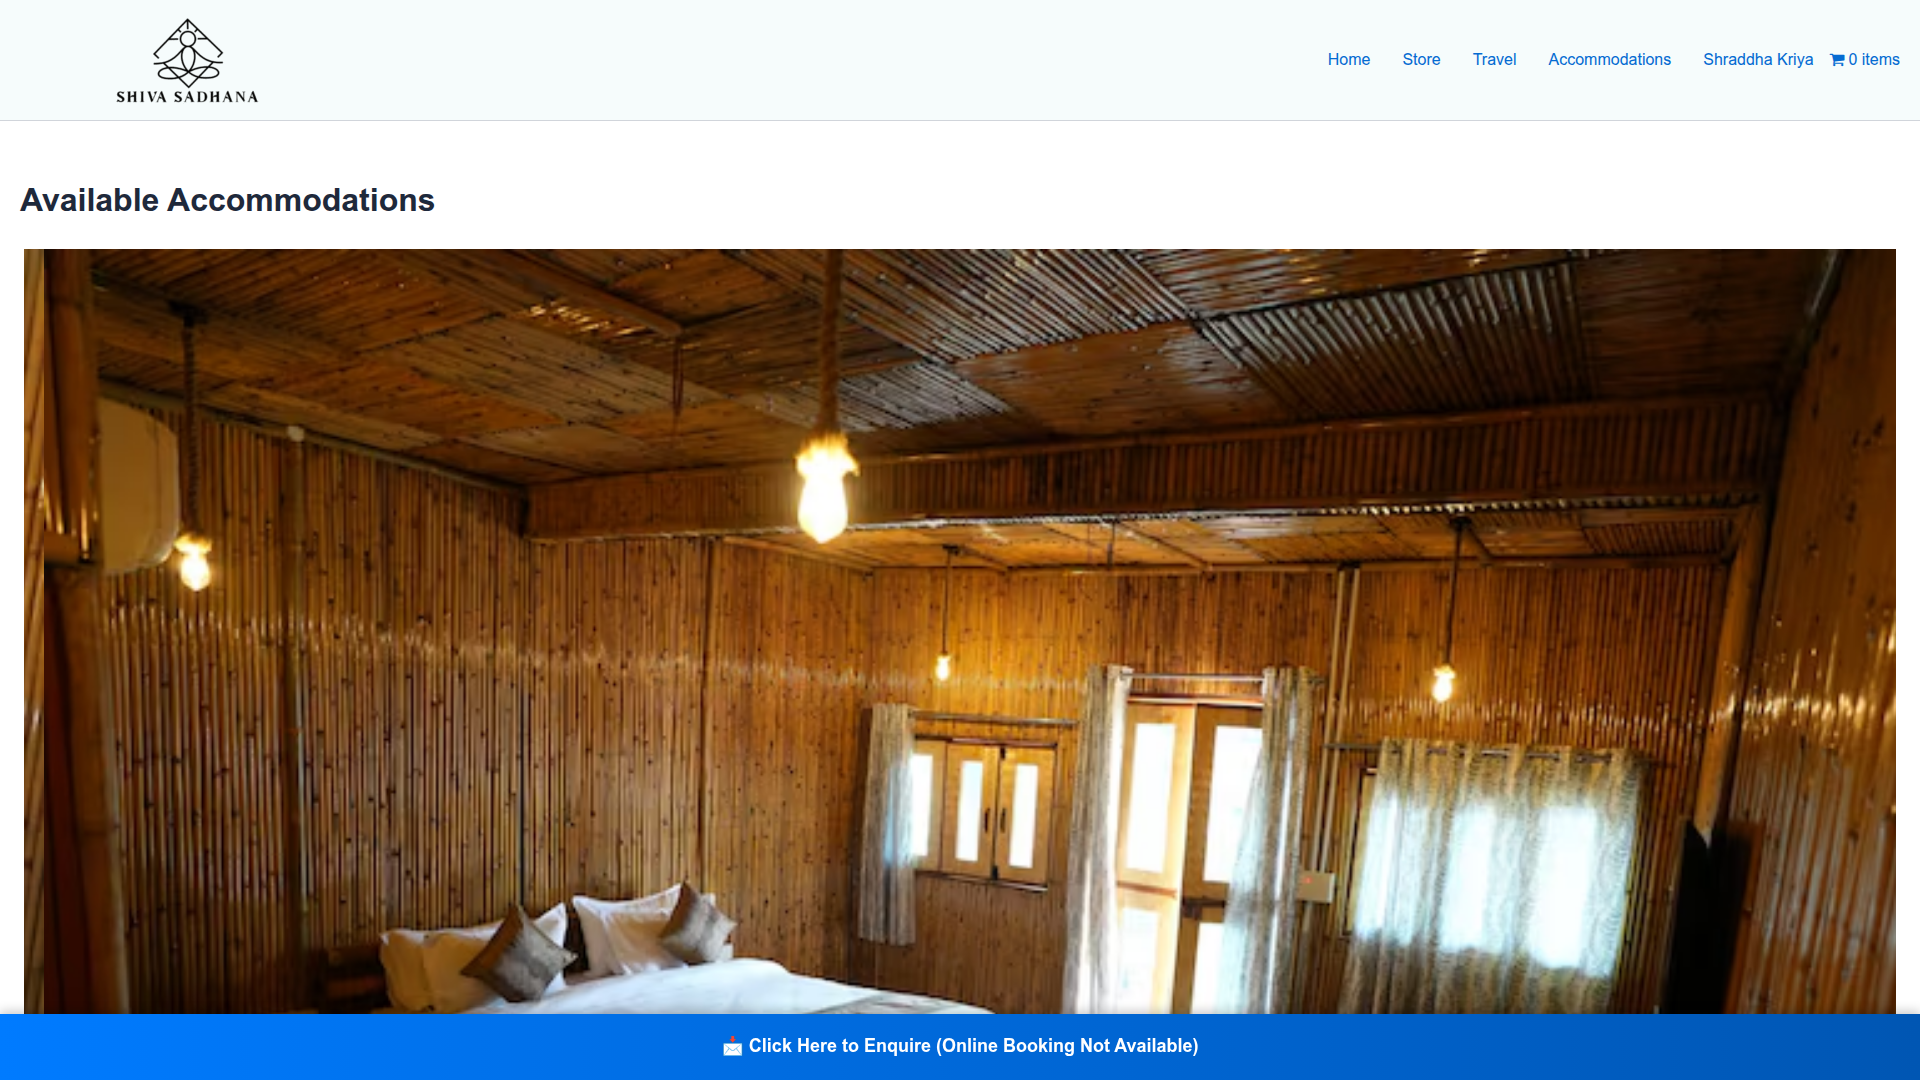 SHIVA SADHANA
Home
Store
Travel
Accommodations
Shraddha Kriya
0 items
Available Accommodations
📩 Click Here to Enquire (Online Booking Not Available)